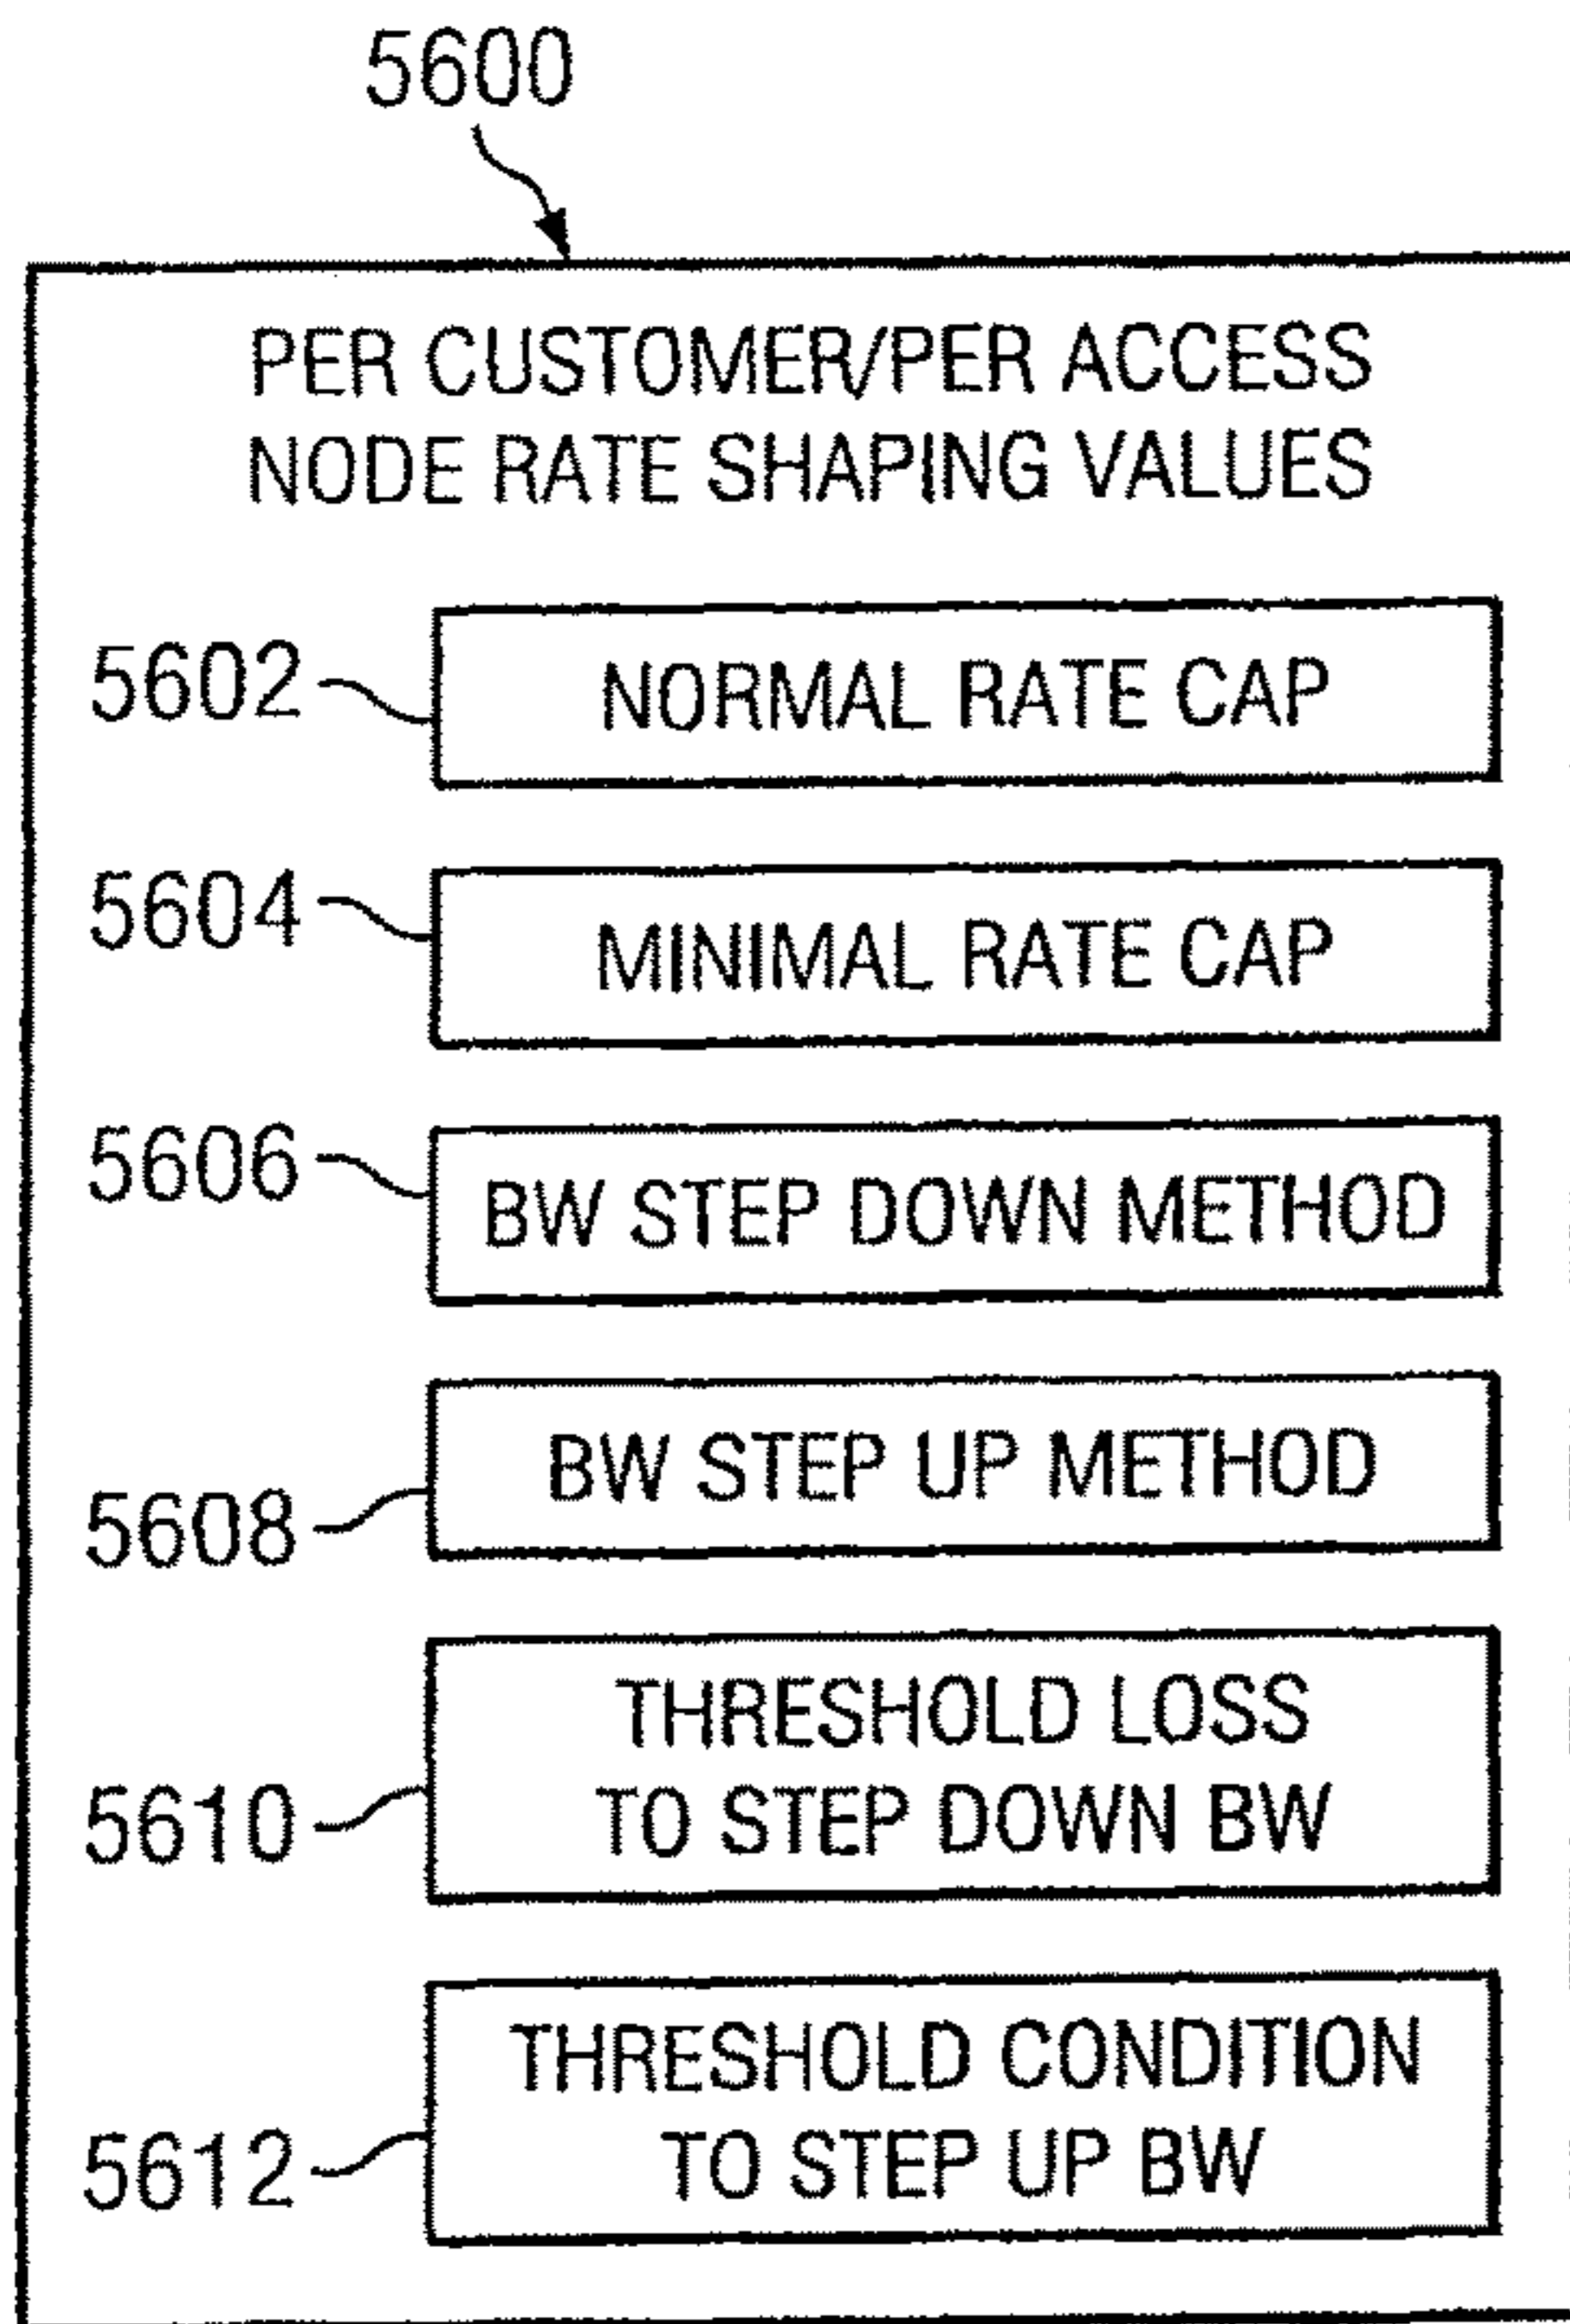 5600
PER CUSTOMER/PER ACCESS
NODE RATE SHAPING VALUES
5602
NORMAL RATE CAP
5604
MINIMAL RATE CAP
5606
BW STEP DOWN METHOD
5608
BW STEP UP METHOD
5610
THRESHOLD LOSS
TO STEP DOWN BW
5612
THRESHOLD CONDITION
TO STEP UP BW